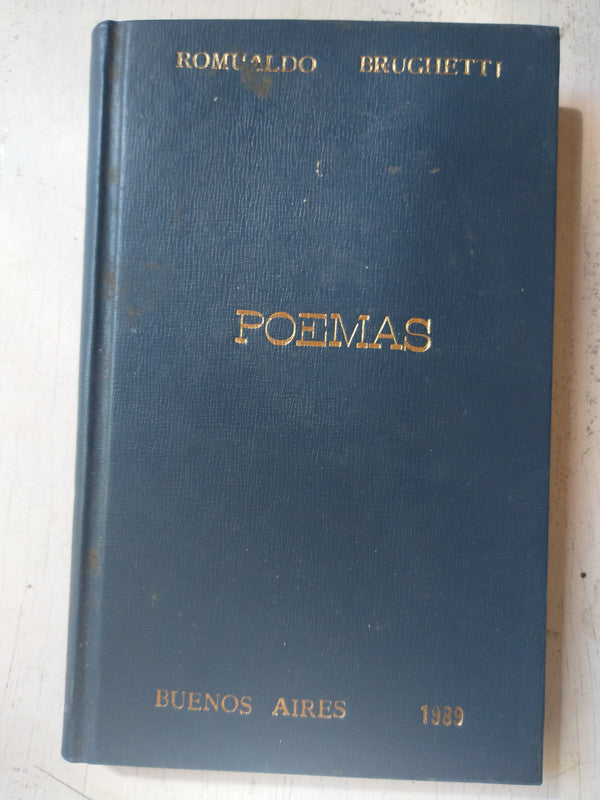 ROMUALDO BRUGHETTI
POEMAS
BUENOS AIRES 1989